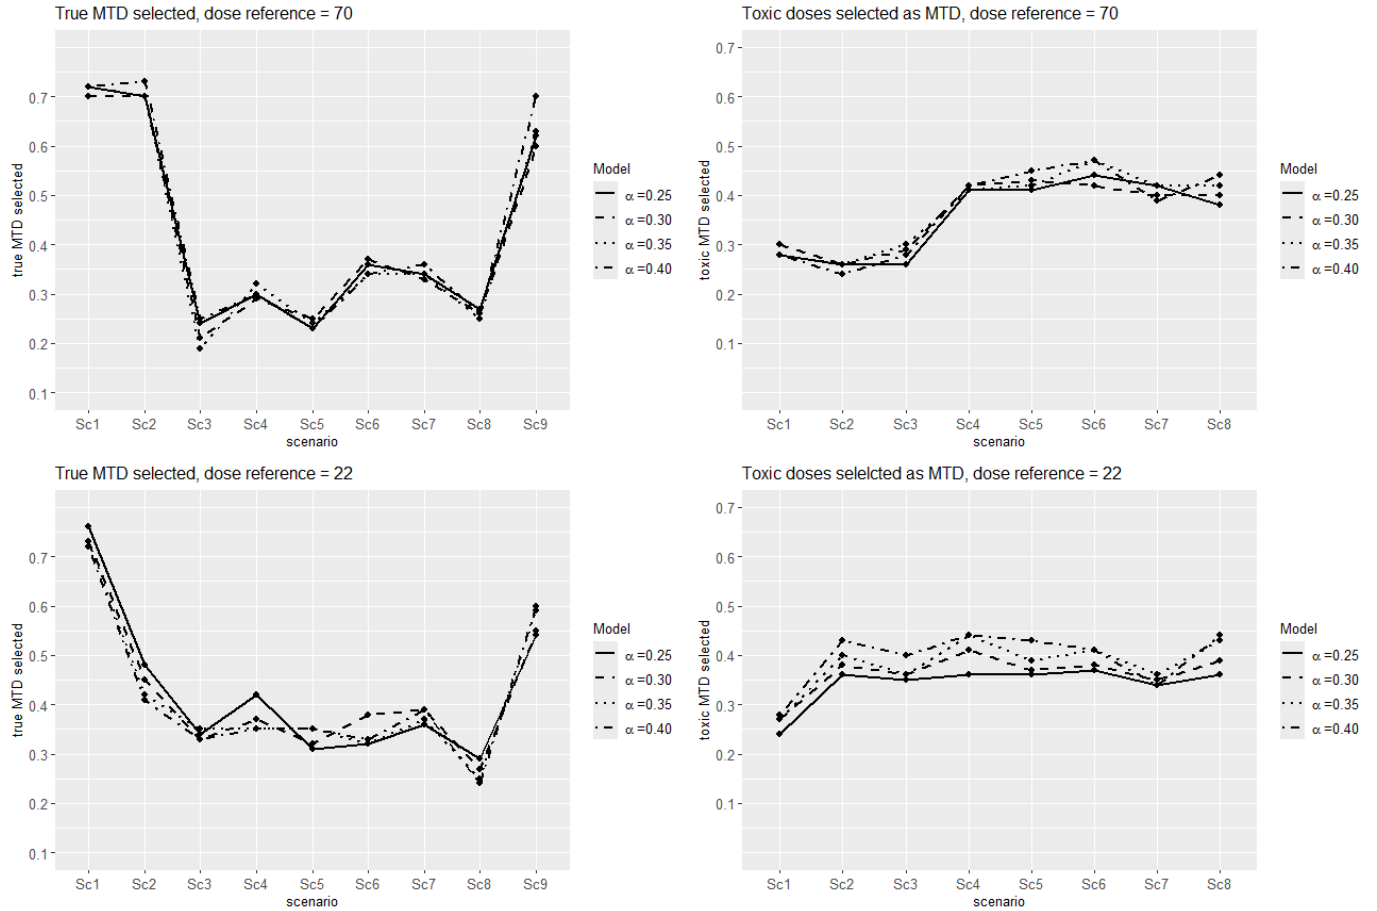 True MTD selected, dose reference = 70
true MTD selected
0.7
0.6
0.5
0.4
0.3
0.2
0.1
Sc1 Sc2 Sc3 Sc4 Sc5 Sc6 Sc7 Sc8 Sc9
scenario
Model
α=0.25
α=0.30
α=0.35
α=0.40
Toxic doses selected as MTD, dose reference = 70
toxic MTD selected
0.7
0.6
0.5
0.4
0.3
0.2
0.1
Sc1 Sc2 Sc3 Sc4 Sc5 Sc6 Sc7 Sc8
scenario
Model
α=0.25
α=0.30
α=0.35
α=0.40
True MTD selected, dose reference = 22
true MTD selected
0.7
0.6
0.5
0.4
0.3
0.2
0.1
Sc1 Sc2 Sc3 Sc4 Sc5 Sc6 Sc7 Sc8 Sc9
scenario
Model
α=0.25
α=0.30
α=0.35
α=0.40
Toxic doses selelcted as MTD, dose reference = 22
toxic MTD selected
0.7
0.6
0.5
0.4
0.3
0.2
0.1
Sc1 Sc2 Sc3 Sc4 Sc5 Sc6 Sc7 Sc8
scenario
Model
α=0.25
α=0.30
α=0.35
α=0.40